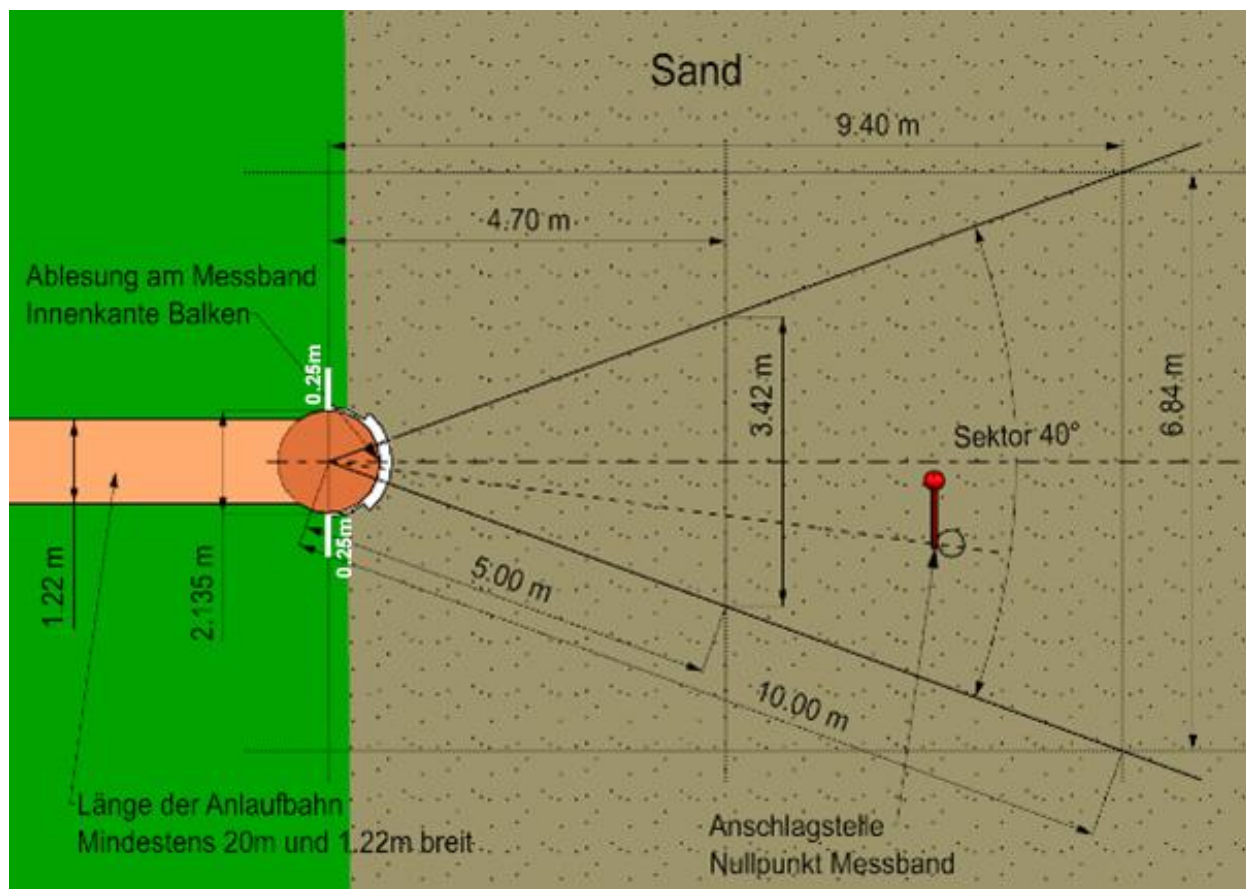 Sand
9.40 m
4.70 m
Ablesung am Messband
Innenkante Balken
0.25m
3.42 m
6.84 m
Sektor 40°
0.25m
1.22 m
2.135 m
5.00 m
10.00 m
Länge der Anlaufbahn
Mindestens 20m und 1.22m breit
Anschlagstelle
Nullpunkt Messband